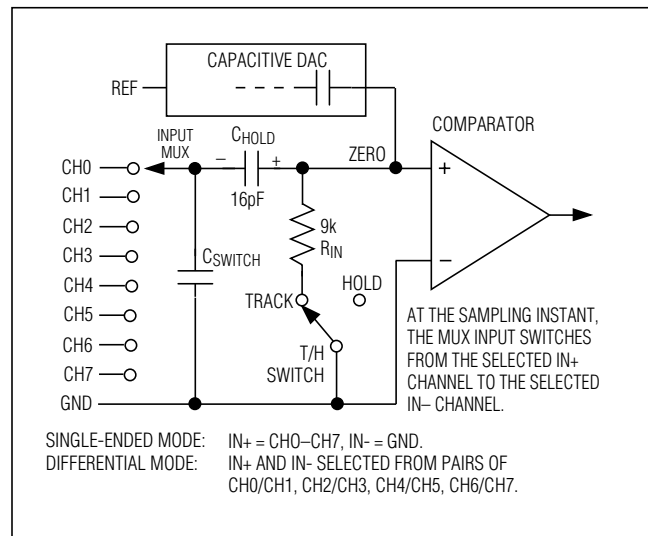 CAPACITIVE DAC
REF
COMPARATOR
INPUT
MUX
CHOLD
ZERO
– +
16pF
CH0
CH1
CH2
CH3
CH4
CH5
CH6
CH7
GND
CSWITCH
9k
RIN
HOLD
TRACK
T/H
SWITCH
+
–
AT THE SAMPLING INSTANT,
THE MUX INPUT SWITCHES
FROM THE SELECTED IN+
CHANNEL TO THE SELECTED
IN– CHANNEL.
SINGLE-ENDED MODE: IN+ = CHO–CH7, IN- = GND.
DIFFERENTIAL MODE: IN+ AND IN- SELECTED FROM PAIRS OF
CH0/CH1, CH2/CH3, CH4/CH5, CH6/CH7.